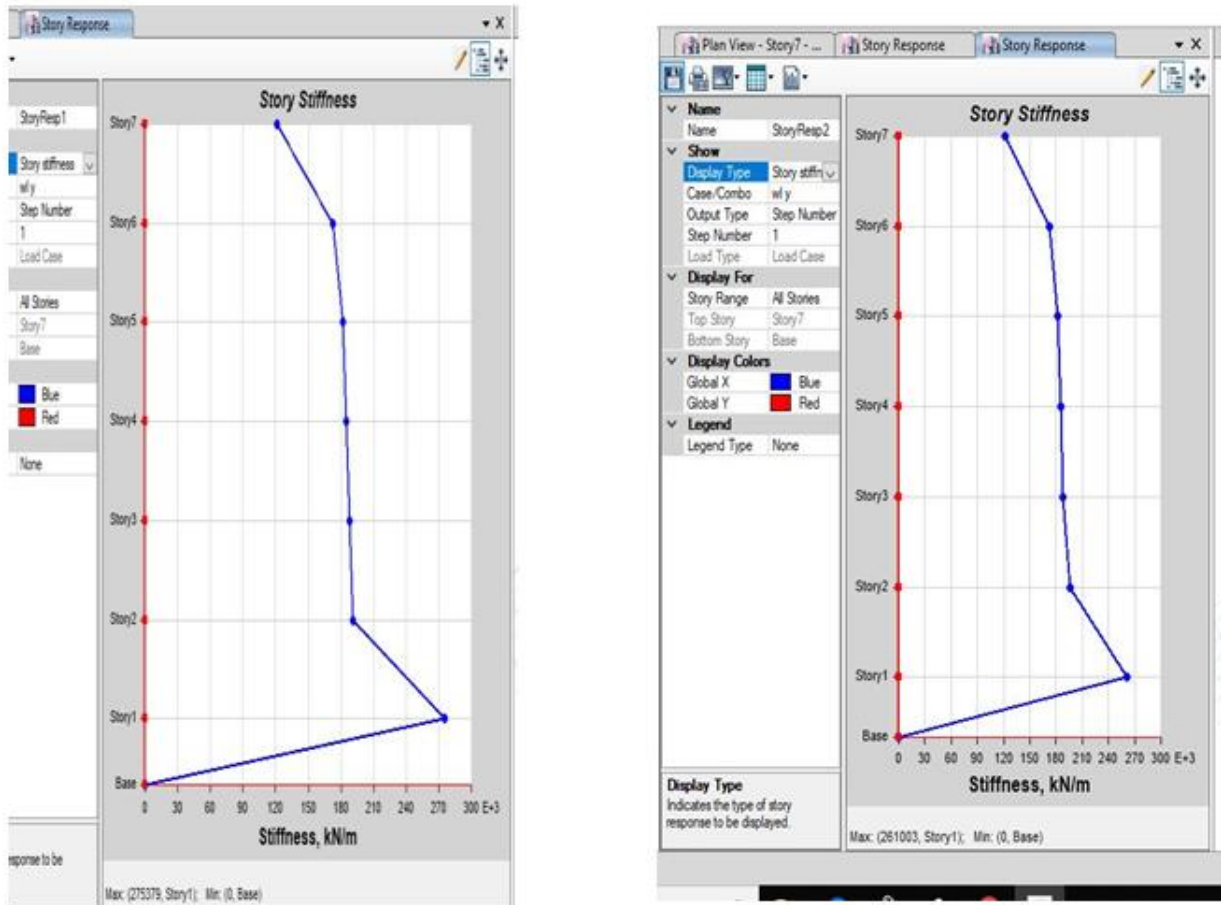 Story Response
StoryResp1
Story stiffness
wl y
Step Number
1
Load Case
All Stories
Story7
Base
Blue
Red
None
esponse to be
Story Stiffness
Story7
Story6
Story5
Story4
Story3
Story2
Story1
Base
0 30 60 90 120 150 180 210 240 270 300 E+3
Stiffness, kN/m
Max: (275379, Story1); Min: (0, Base)
Plan View - Story7 - ... Story Response Story Response
Name
Name StoryResp2
Show
Display Type Story stiffn
Case/Combo wl y
Output Type Step Number
Step Number 1
Load Type Load Case
Display For
Story Range All Stories
Top Story Story7
Bottom Story Base
Display Colors
Global X Blue
Global Y Red
Legend
Legend Type None
Display Type
Indicates the type of story
response to be displayed.
Story Stiffness
Story7
Story6
Story5
Story4
Story3
Story2
Story1
Base
0 30 60 90 120 150 180 210 240 270 300 E+3
Stiffness, kN/m
Max: (261003, Story1); Min: (0, Base)